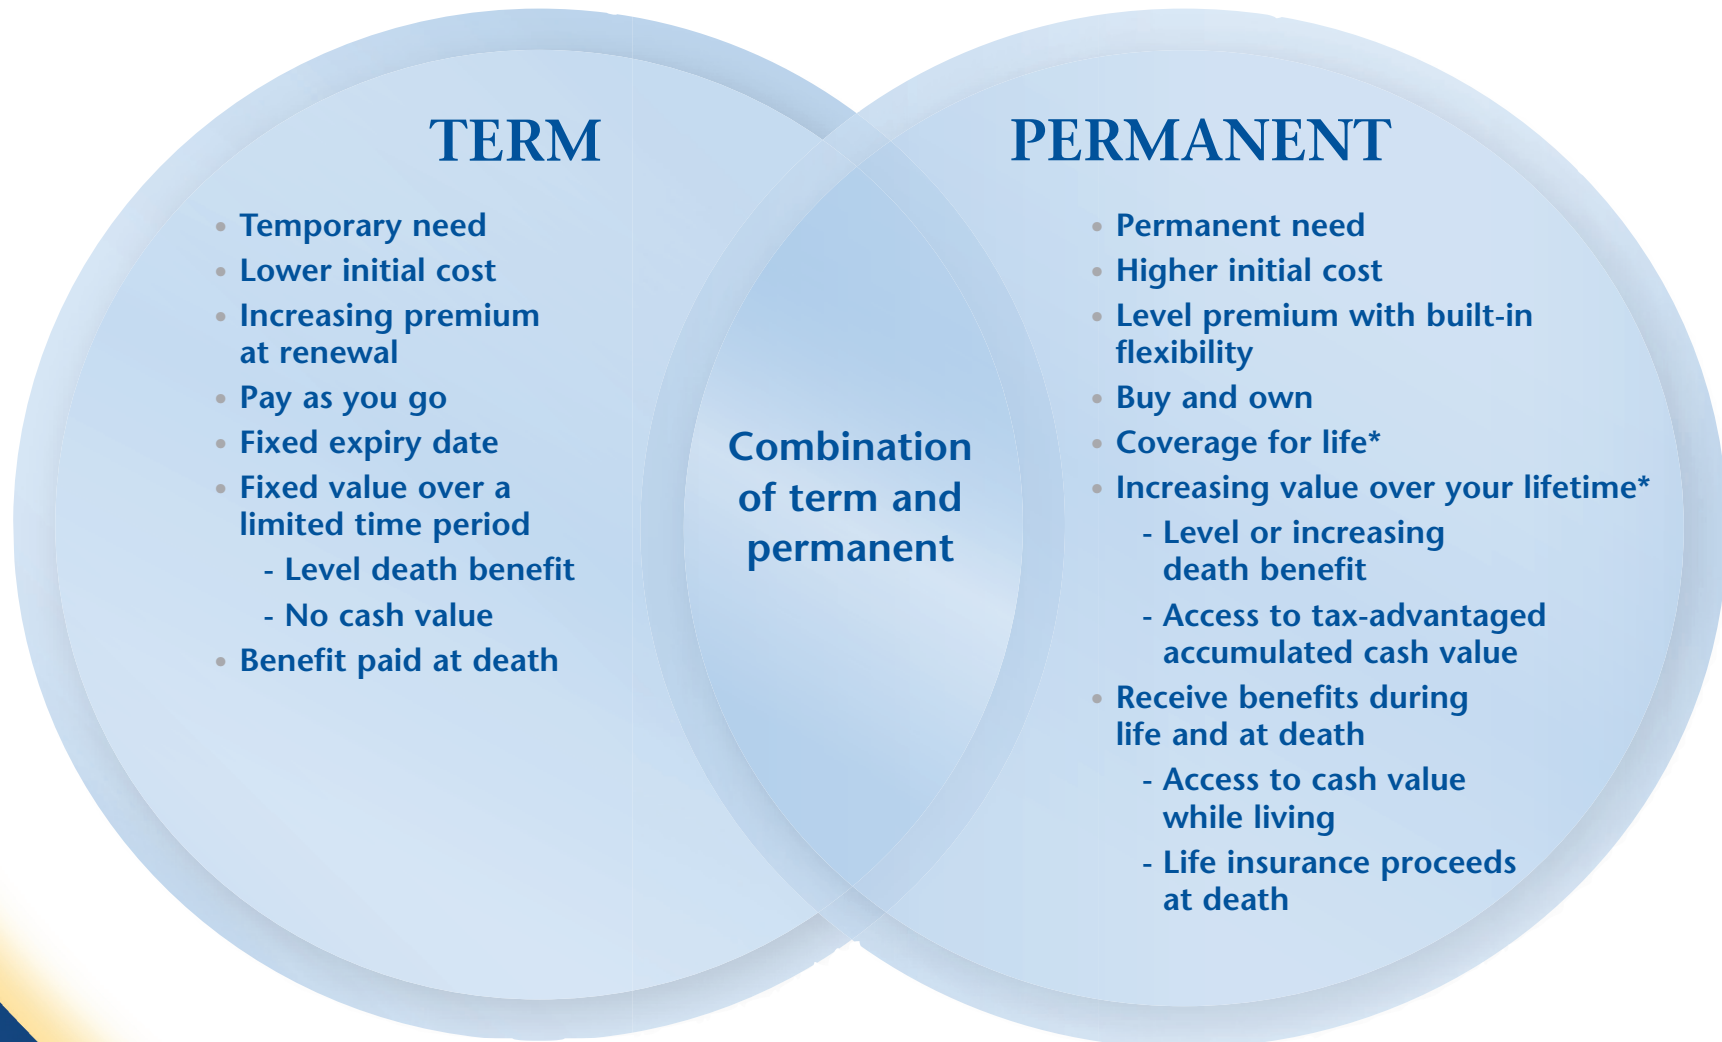 TERM
• Temporary need
• Lower initial cost
• Increasing premium
at renewal
• Pay as you go
• Fixed expiry date
• Fixed value over a
limited time period
- Level death benefit
- No cash value
• Benefit paid at death
Combination
of term and
permanent
PERMANENT
• Permanent need
• Higher initial cost
• Level premium with built-in
flexibility
• Buy and own
• Coverage for life*
• Increasing value over your lifetime*
- Level or increasing
death benefit
- Access to tax-advantaged
accumulated cash value
• Receive benefits during
life and at death
- Access to cash value
while living
- Life insurance proceeds
at death